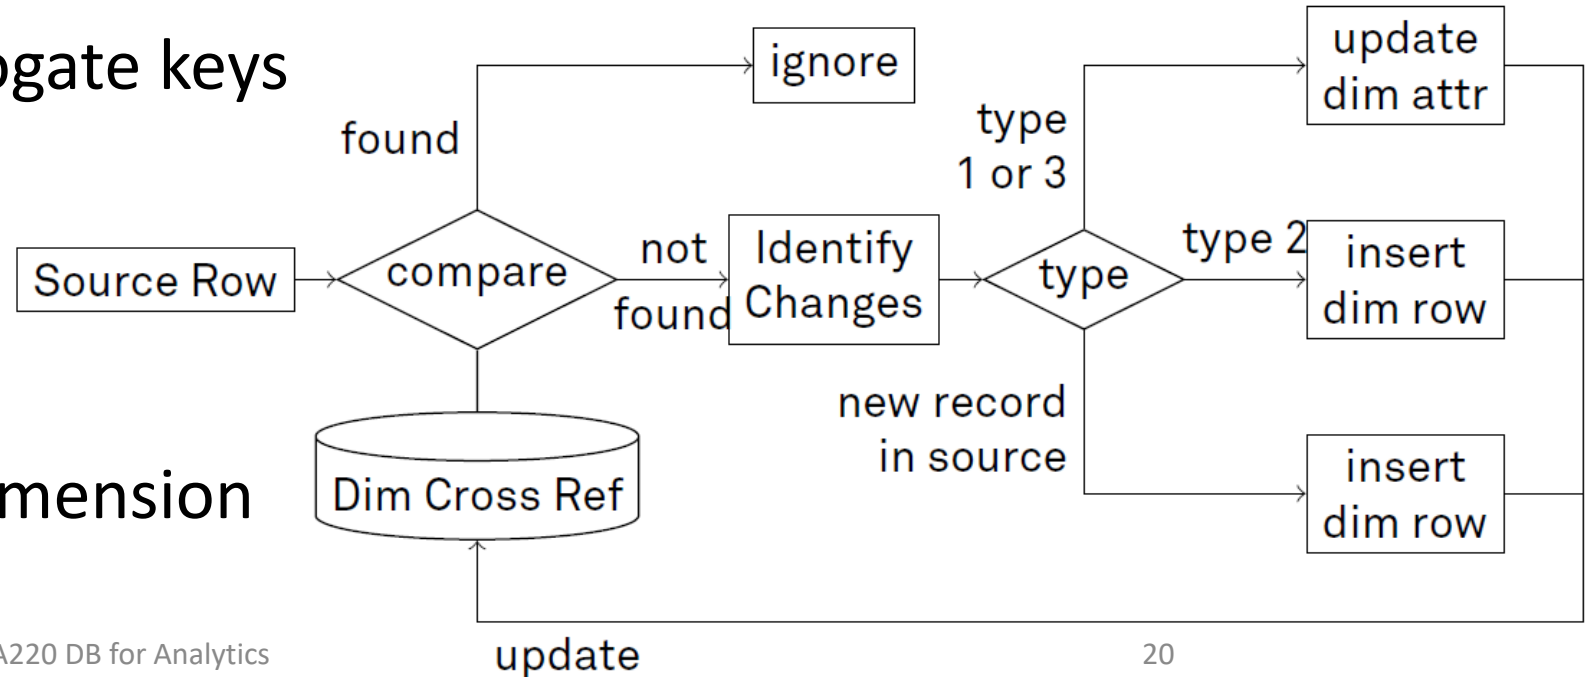 ogate keys
ignore
update
dim attr
found
type
1 or 3
Source Row
compare
not
found
Identify
Changes
type
type 2
insert
dim row
new record
in source
insert
dim row
mension
Dim Cross Ref
update
A220 DB for Analytics
20